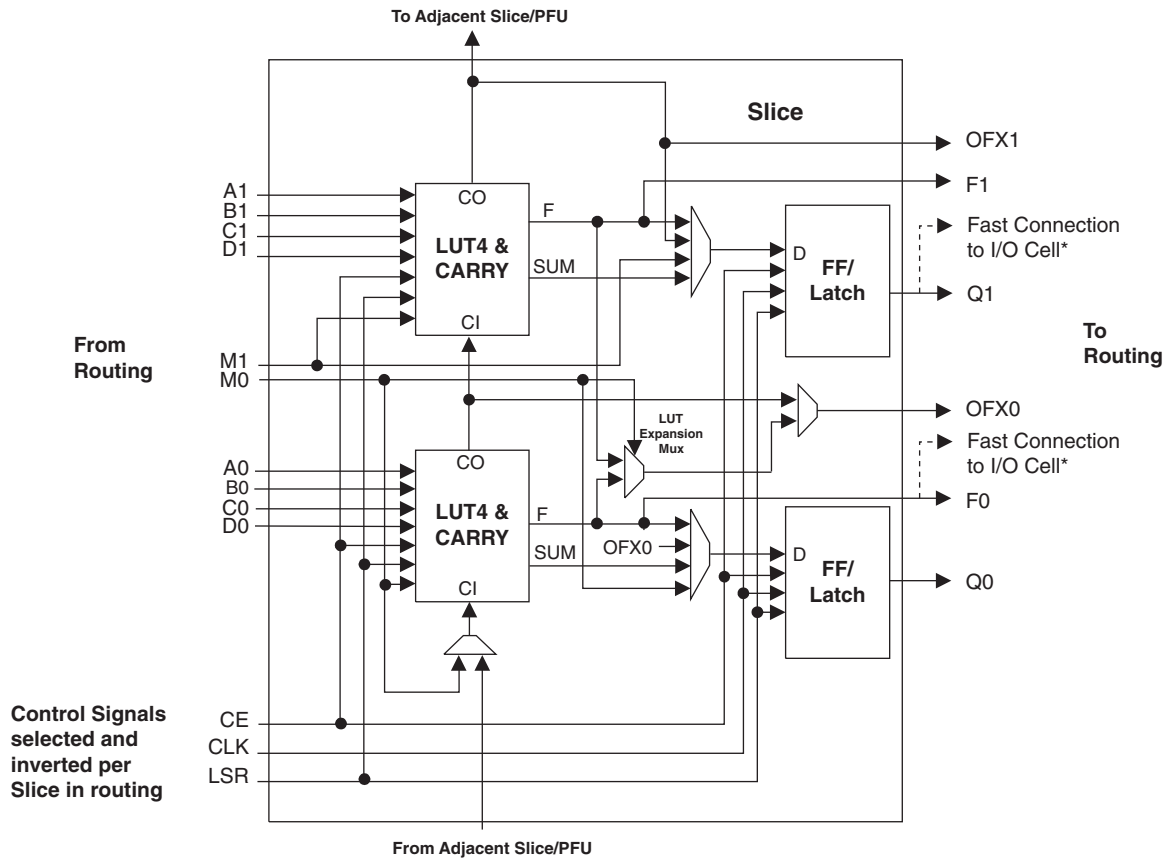 To Adjacent Slice/PFU
Slice
OFX1
F1
Fast Connection
to I/O Cell*
Q1
A1
B1
C1
D1
CO
LUT4 &
CARRY
CI
F
SUM
D
FF/
Latch
From
Routing
M1
M0
To
Routing
LUT
Expansion
Mux
OFX0
Fast Connection
to I/O Cell*
F0
A0
B0
C0
D0
CO
LUT4 &
CARRY
CI
F
SUM
OFX0
D
FF/
Latch
Q0
Control Signals
selected and
inverted per
Slice in routing
CE
CLK
LSR
From Adjacent Slice/PFU